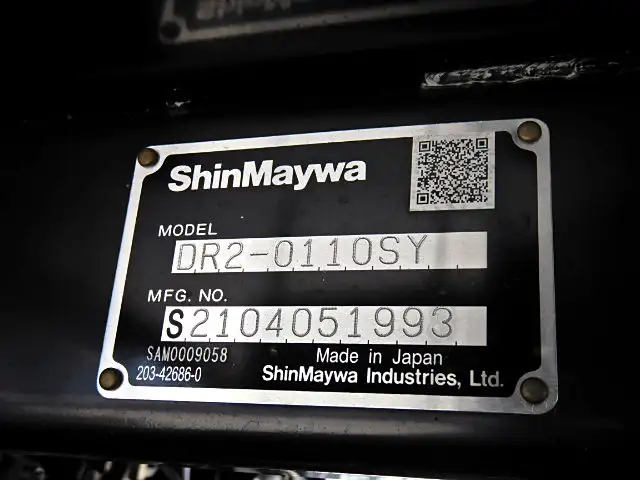 ShinMaywa
MODEL
DR2-0110SY
MFG. NO.
S2104051993
SAM0009058
Made in Japan
203-42686-0
ShinMaywa Industries, Ltd.